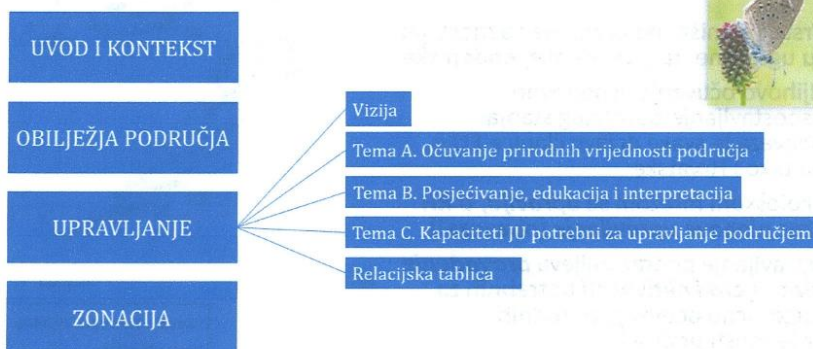 UVOD I KONTEKST
OBILJEŽJA PODRUČJA
UPRAVLJANJE
Vizija
Tema A. Očuvanje prirodnih vrijednosti područja
Tema B. Posjećivanje, edukacija i interpretacija
Tema C. Kapaciteti JU potrebni za upravljanje područjem
Relacijska tablica
ZONACIJA